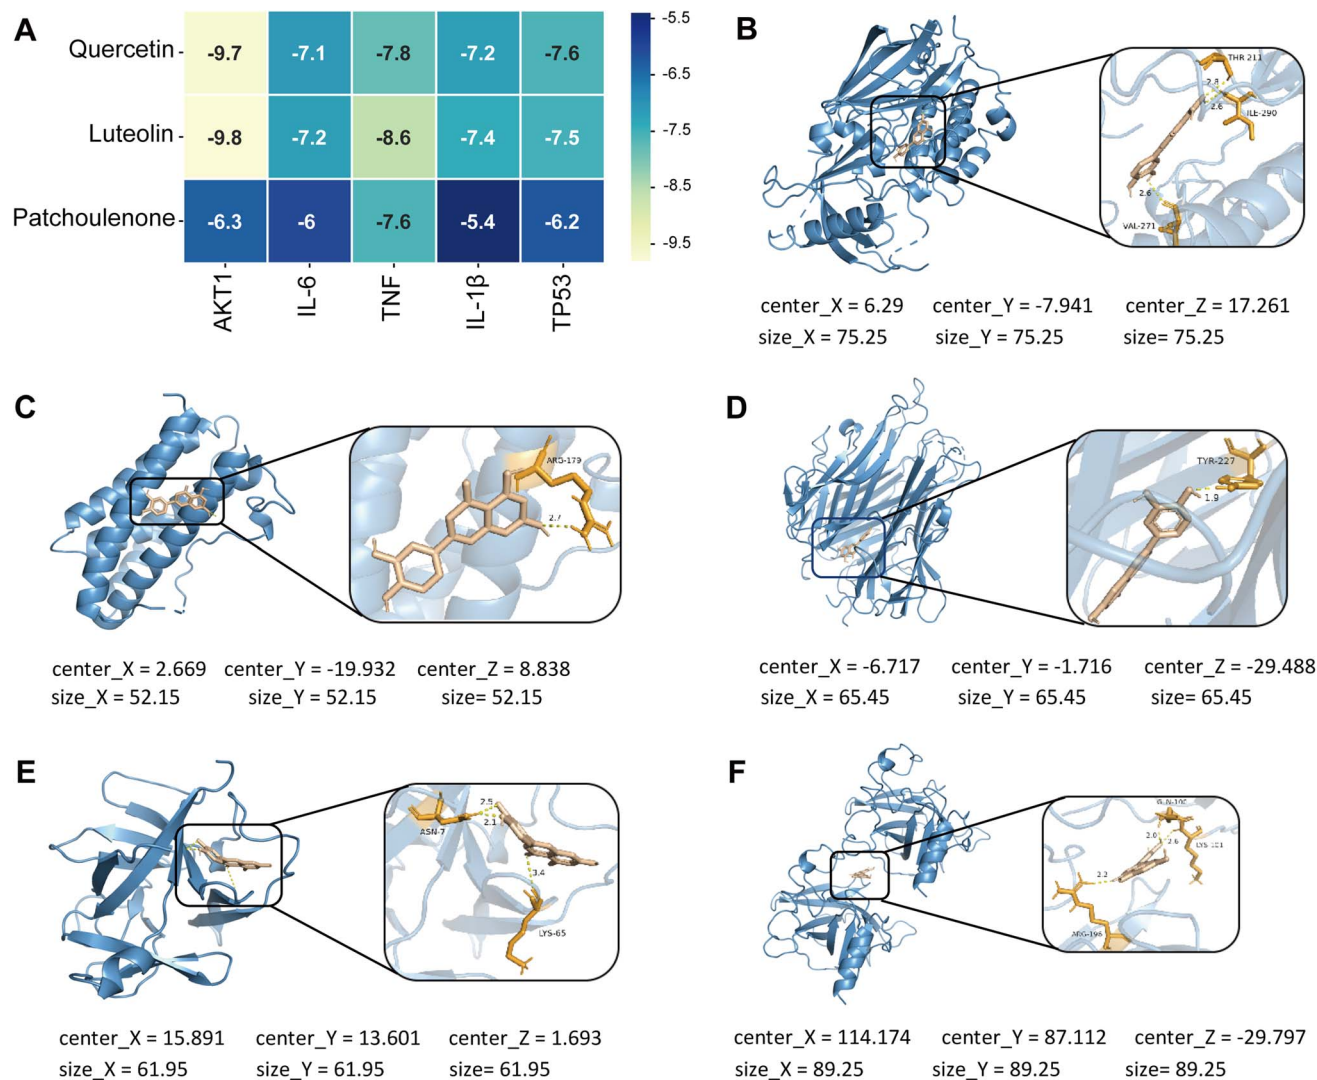 A
Quercetin
-9.7 -7.1 -7.8 -7.2 -7.6
Luteolin
-9.8 -7.2 -8.6 -7.4 -7.5
Patchoulenone
-6.3 -6 -7.6 -5.4 -6.2
AKT1
IL-6
TNF
IL-1β
TP53
-5.5
-6.5
-7.5
-8.5
-9.5
B
THR-211
2.8
2.6
ILE-290
2.6
VAL-271
center_X = 6.29 center_Y = -7.941 center_Z = 17.261
size_X = 75.25 size_Y = 75.25 size= 75.25
C
ARG-179
2.7
center_X = 2.669 center_Y = -19.932 center_Z = 8.838
size_X = 52.15 size_Y = 52.15 size= 52.15
D
TYR-227
1.9
center_X = -6.717 center_Y = -1.716 center_Z = -29.488
size_X = 65.45 size_Y = 65.45 size= 65.45
E
2.5
2.1
ASN-7
3.4
LYS-65
center_X = 15.891 center_Y = 13.601 center_Z = 1.693
size_X = 61.95 size_Y = 61.95 size= 61.95
F
2.0
2.6
LYS-101
2.2
ARG-196
center_X = 114.174 center_Y = 87.112 center_Z = -29.797
size_X = 89.25 size_Y = 89.25 size= 89.25